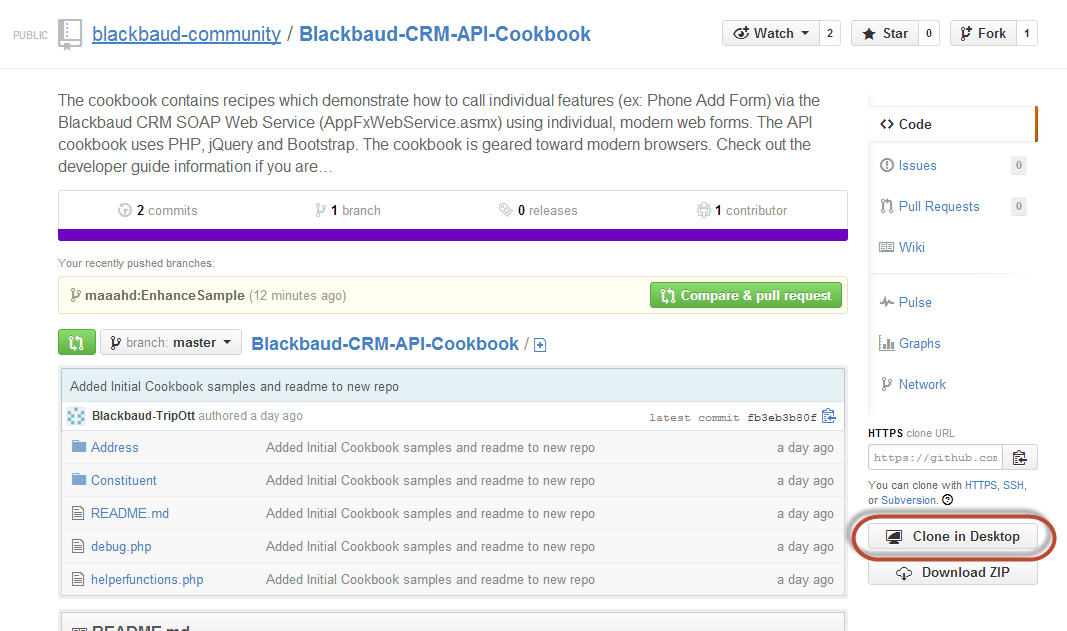 PUBLIC blackbaud-community / Blackbaud-CRM-API-Cookbook
Watch 2 Star 0 Fork 1
The cookbook contains recipes which demonstrate how to call individual features (ex: Phone Add Form) via the
Blackbaud CRM SOAP Web Service (AppFxWebService.asmx) using individual, modern web forms. The API
cookbook uses PHP, jQuery and Bootstrap. The cookbook is geared toward modern browsers. Check out the
developer guide information if you are…
2 commits 1 branch 0 releases 1 contributor
Your recently pushed branches:
maaahd:EnhanceSample (12 minutes ago) Compare & pull request
branch: master Blackbaud-CRM-API-Cookbook /
Added Initial Cookbook samples and readme to new repo
Blackbaud-TripOtt authored a day ago latest commit fb3eb3b80f
Address Added Initial Cookbook samples and readme to new repo a day ago
Constituent Added Initial Cookbook samples and readme to new repo a day ago
README.md Added Initial Cookbook samples and readme to new repo a day ago
debug.php Added Initial Cookbook samples and readme to new repo a day ago
helperfunctions.php Added Initial Cookbook samples and readme to new repo a day ago
README.md
Code
Issues 0
Pull Requests 0
Wiki
Pulse
Graphs
Network
HTTPS clone URL
https://github.com
You can clone with HTTPS, SSH,
or Subversion.
Clone in Desktop
Download ZIP